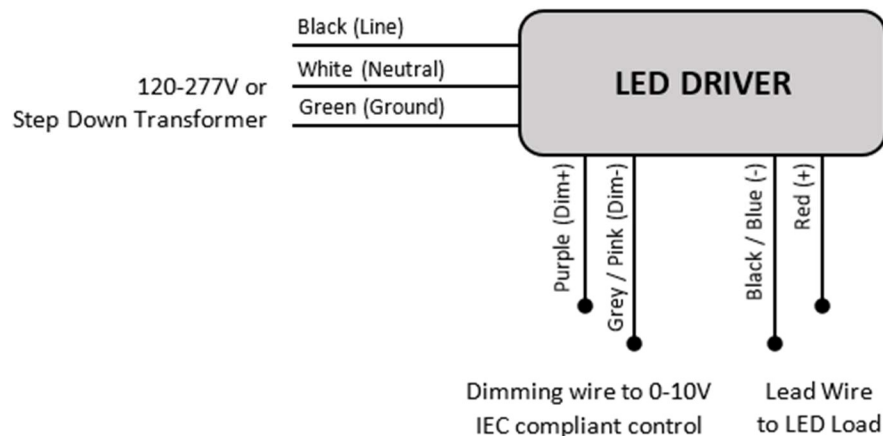 Black (Line)
White (Neutral)
Green (Ground)
120-277V or
Step Down Transformer
LED DRIVER
Purple (Dim+)
Grey / Pink (Dim-)
Black / Blue (-)
Red (+)
Dimming wire to 0-10V
IEC compliant control
Lead Wire
to LED Load